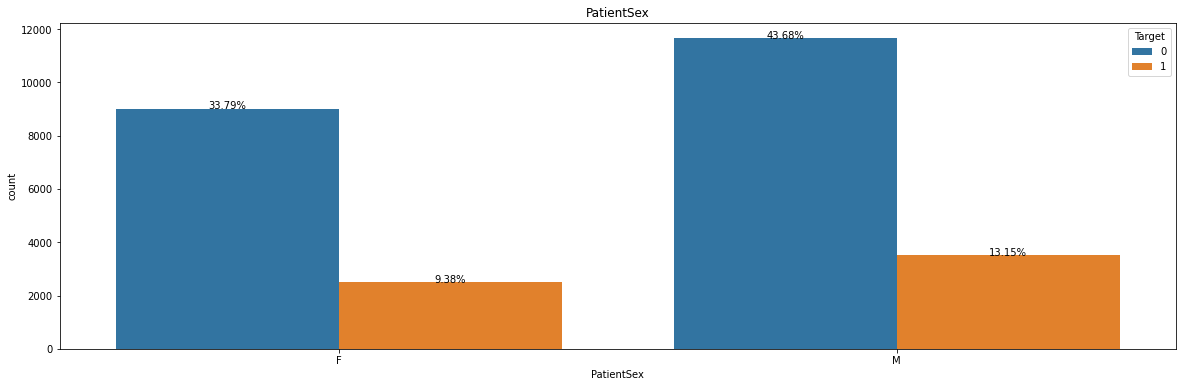 PatientSex
12000
10000
8000
6000
4000
2000
0
count
33.79%
9.38%
43.68%
13.15%
Target
0
1
F
M
PatientSex